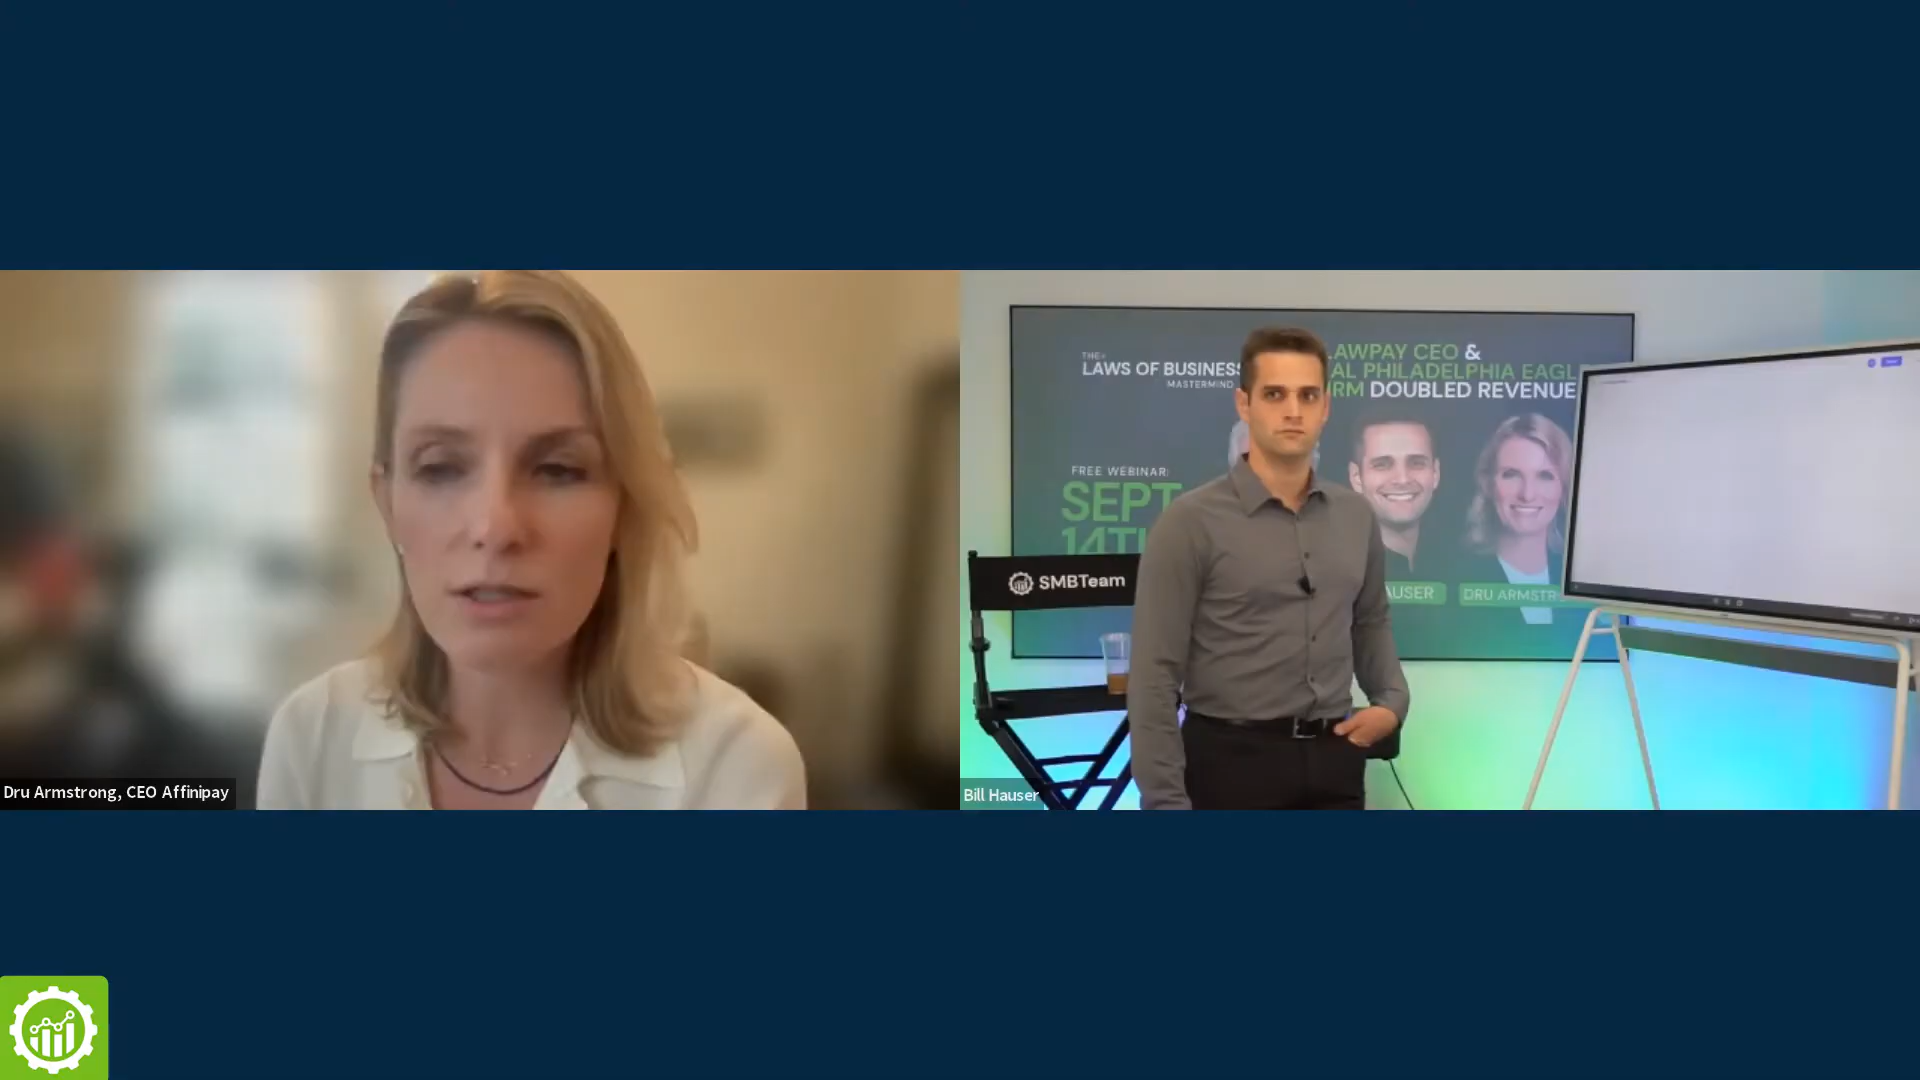 THE
LAWS OF BUSINESS
MASTERMIND
LAWPAY CEO &
AL PHILADELPHIA EAGL
RM DOUBLED REVENUE
FREE WEBINAR:
SEPT
14TH
AUSER
DRU ARMSTR
SMBTeam
Dru Armstrong, CEO Affinipay
Bill Hauser